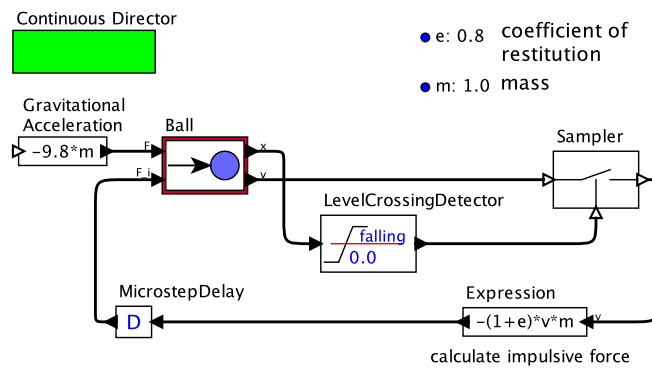 Continuous Director
e: 0.8 coefficient of
restitution
m: 1.0 mass
Gravitational
Acceleration
-9.8*m
Ball
F
F_i
x
v
Sampler
LevelCrossingDetector
falling
0.0
MicrostepDelay
D
Expression
-(1+e)*v*m
v
calculate impulsive force